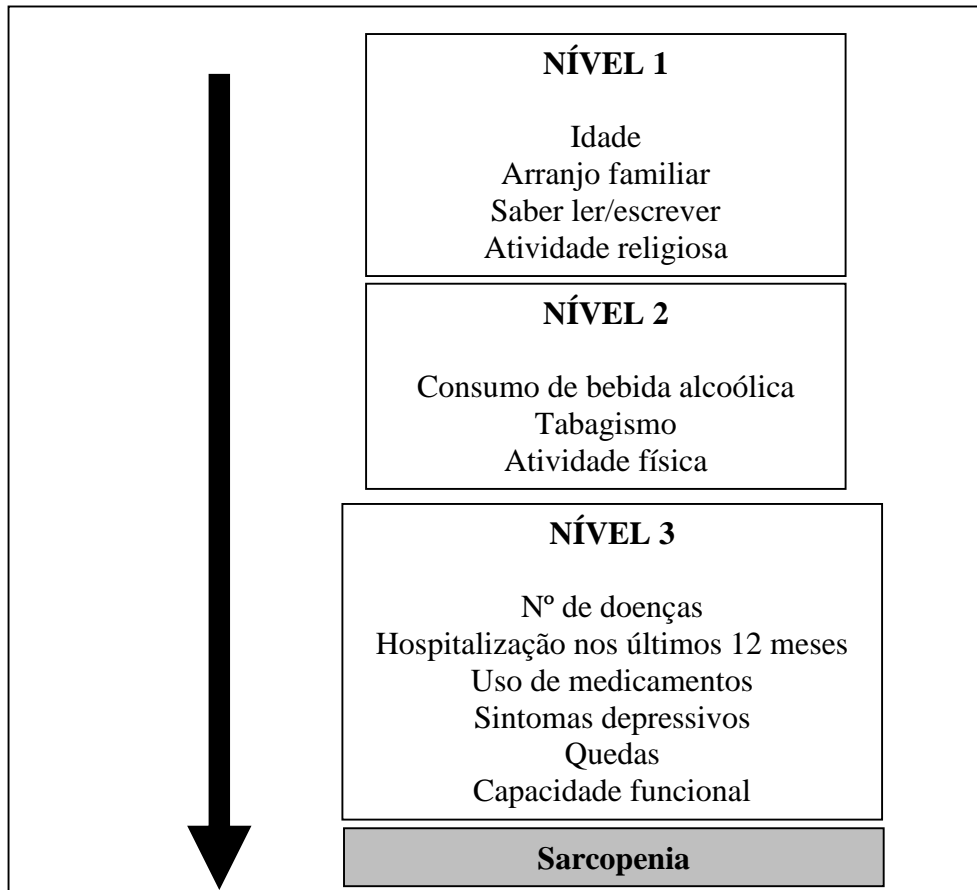 NÍVEL 1
Idade
Arranjo familiar
Saber ler/escrever
Atividade religiosa
NÍVEL 2
Consumo de bebida alcoólica
Tabagismo
Atividade física
NÍVEL 3
Nº de doenças
Hospitalização nos últimos 12 meses
Uso de medicamentos
Sintomas depressivos
Quedas
Capacidade funcional
Sarcopenia